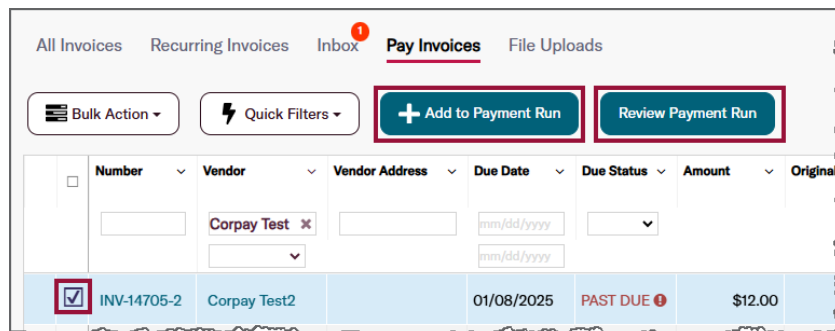 All Invoices Recurring Invoices Inbox 1 Pay Invoices File Uploads
Bulk Action Quick Filters Add to Payment Run Review Payment Run
Number Vendor Vendor Address Due Date Due Status Amount Original
Corpay Test mm/dd/yyyy
mm/dd/yyyy
INV-14705-2 Corpay Test2 01/08/2025 PAST DUE $12.00